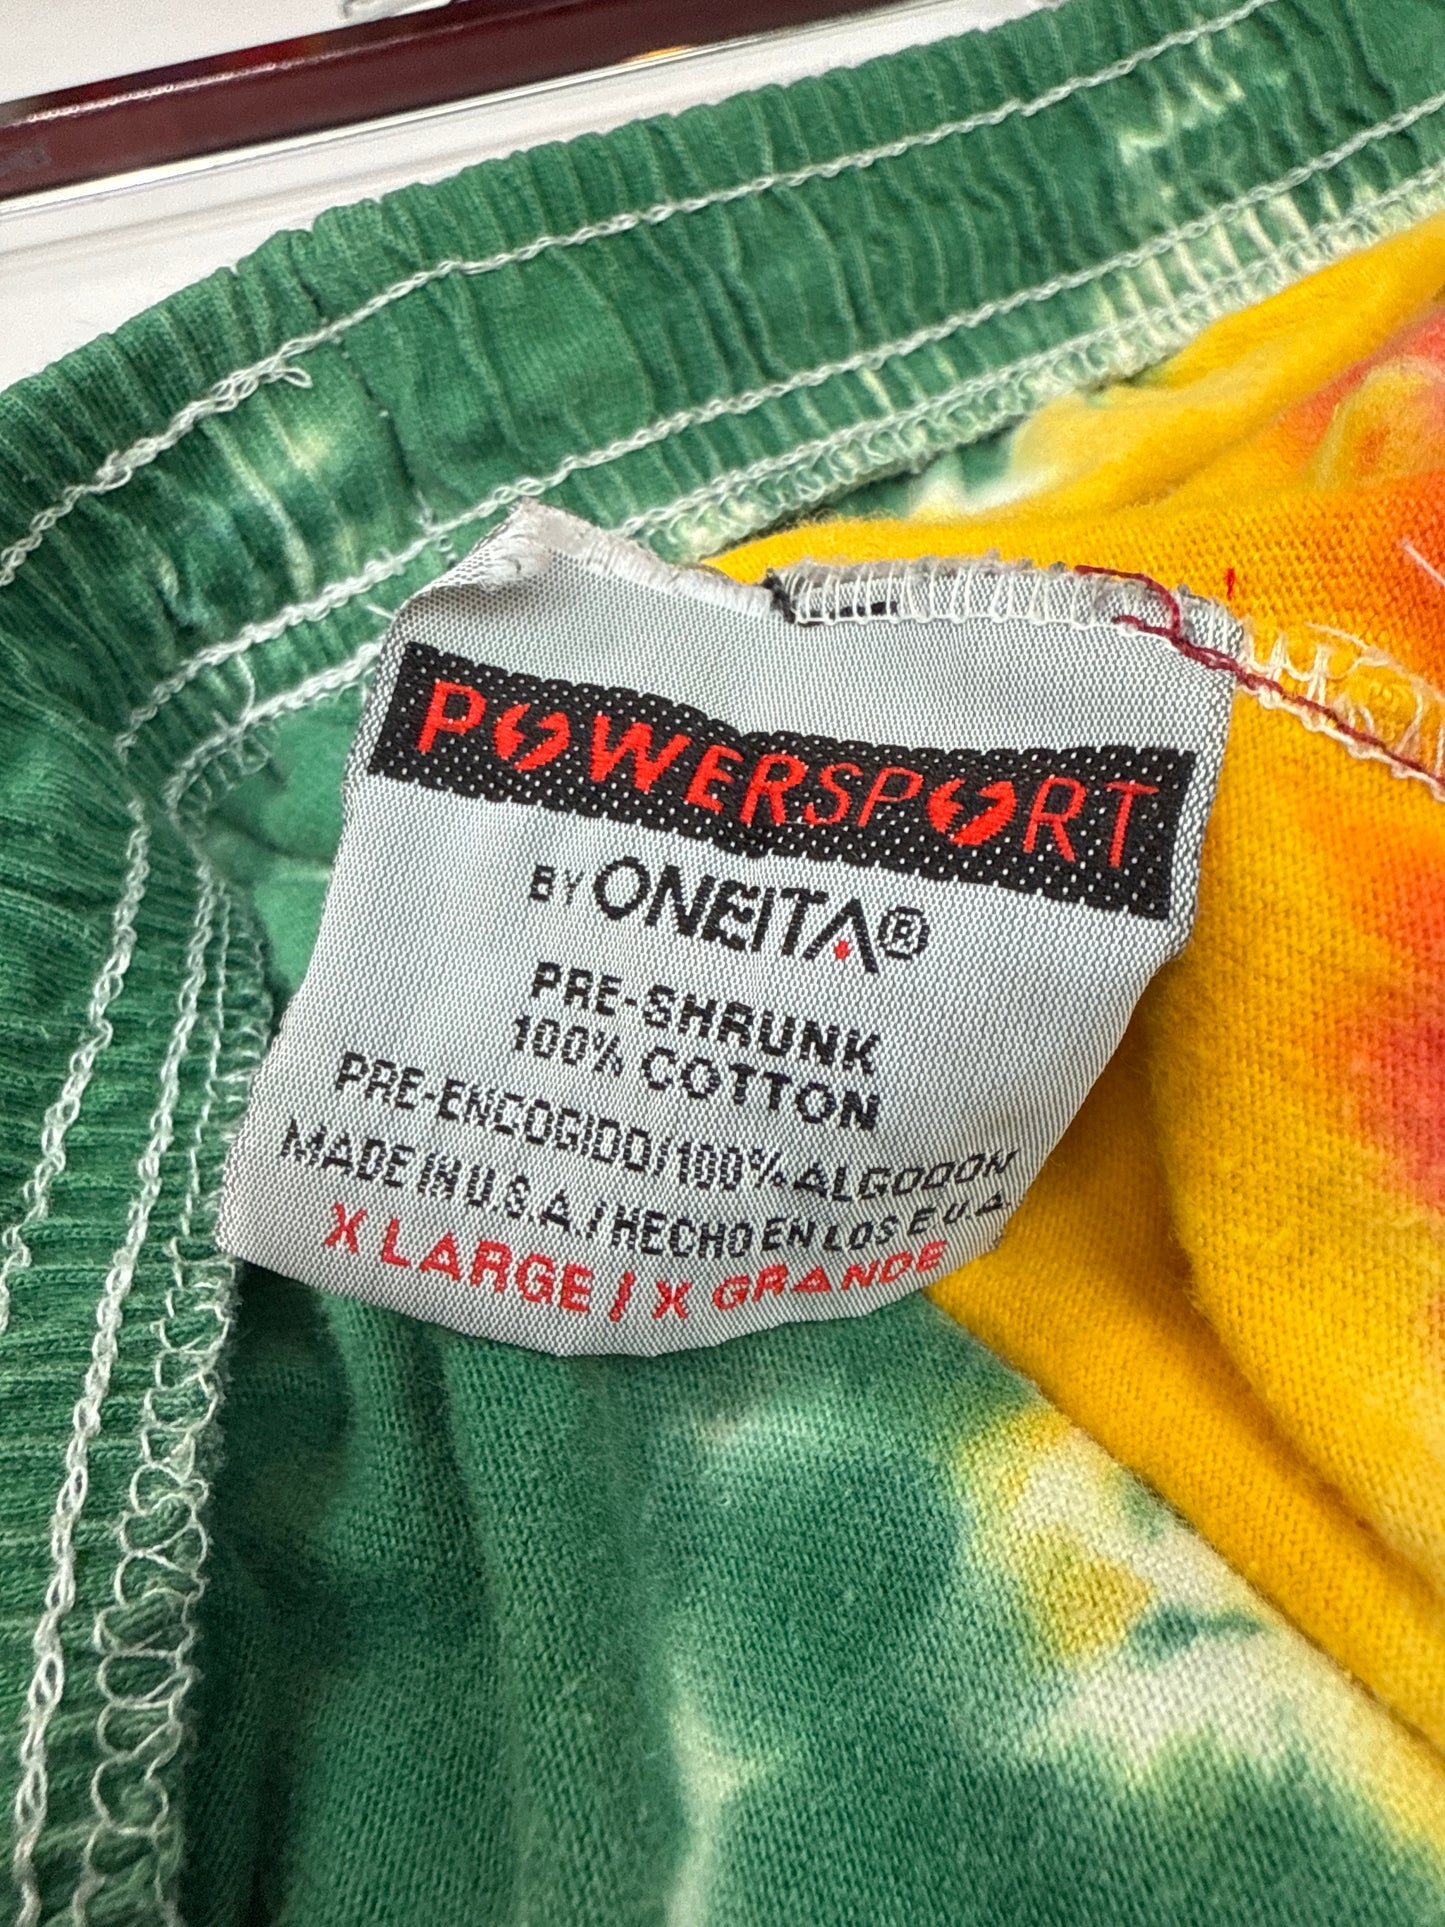 POWERSPORT
BY ONEITA®
PRE-SHRUNK
100% COTTON
PRE-ENCOGIDO/100% ALGODON
MADE IN U.S.A./HECHO EN LOS E.U.A.
X LARGE / X GRANDE